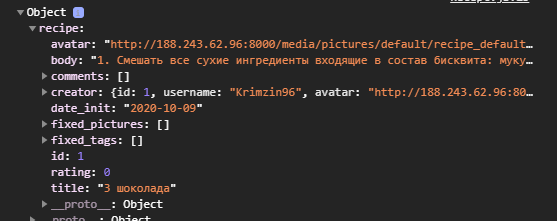 Object i
recipe:
avatar: "http://188.243.62.96:8000/media/pictures/default/recipe_default…
body: "1. Смешать все сухие ингредиенты входящие в состав бисквита: муку…
comments: []
creator: {id: 1, username: "Krimzin96", avatar: "http://188.243.62.96:80…
date_init: "2020-10-09"
fixed_pictures: []
fixed_tags: []
id: 1
rating: 0
title: "3 шоколада"
__proto__: Object
__proto__: Object